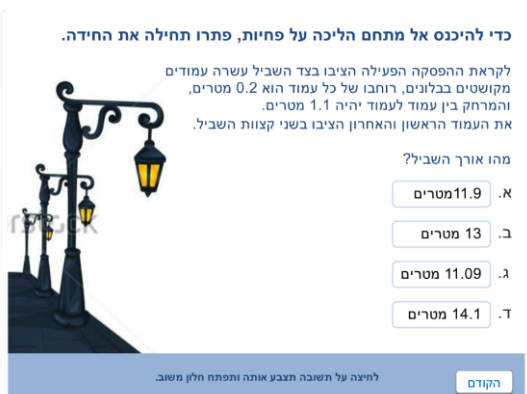 כדי להיכנס אל מתחם הליכה על פחיות, פתרו תחילה את החידה.
לקראת ההפסקה הפעילה הציבו בצד השביל עשרה עמודים
מקושטים בבלונים, רוחבו של כל עמוד הוא 0.2 מטרים,
והמרחק בין עמוד לעמוד יהיה 1.1 מטרים.
את העמוד הראשון והאחרון הציבו בשני קצוות השביל.
מהו אורך השביל?
א. 11.9מטרים
ב. 13 מטרים
ג. 11.09 מטרים
ד. 14.1 מטרים
לחיצה על תשובה תצבע אותה ותפתח חלון משוב.
הקודם